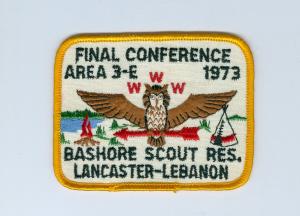 FINAL CONFERENCE
AREA 3-E 1973
W W W
BASHORE SCOUT RES.
LANCASTER-LEBANON